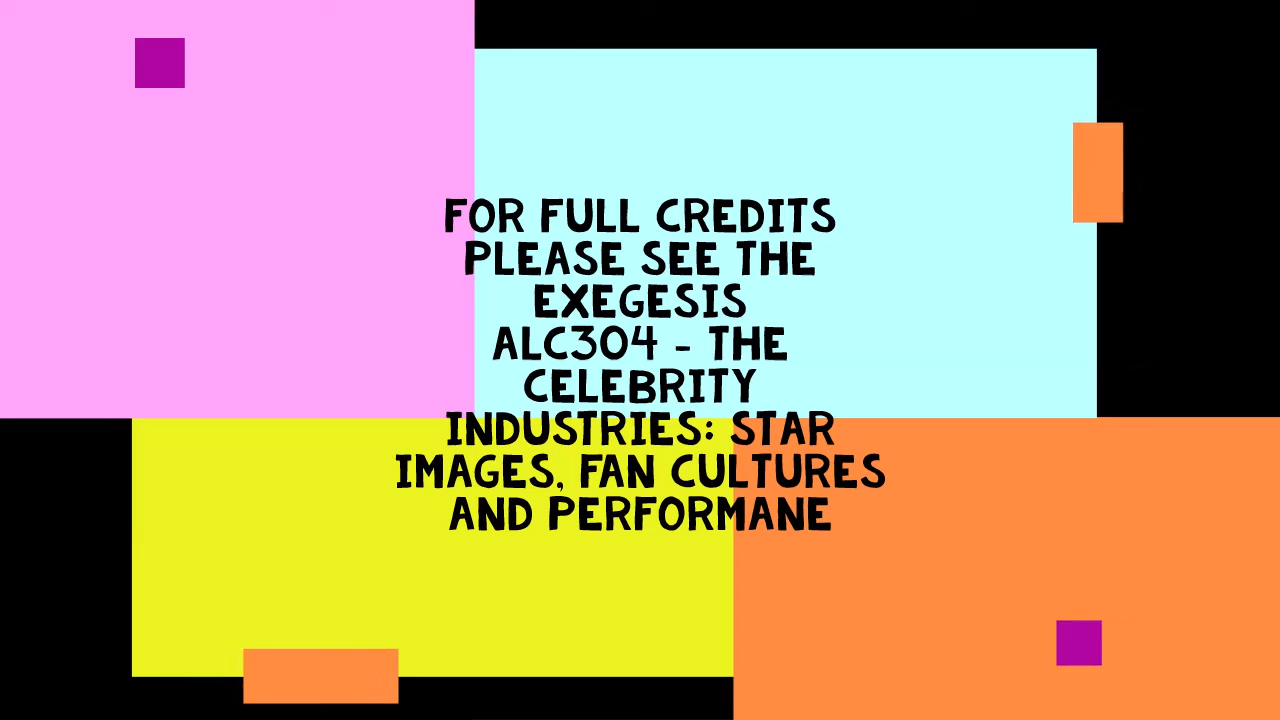 FOR FULL CREDITS
PLEASE SEE THE
EXEGESIS
ALC304 - THE
CELEBRITY
INDUSTRIES: STAR
IMAGES, FAN CULTURES
AND PERFORMANE